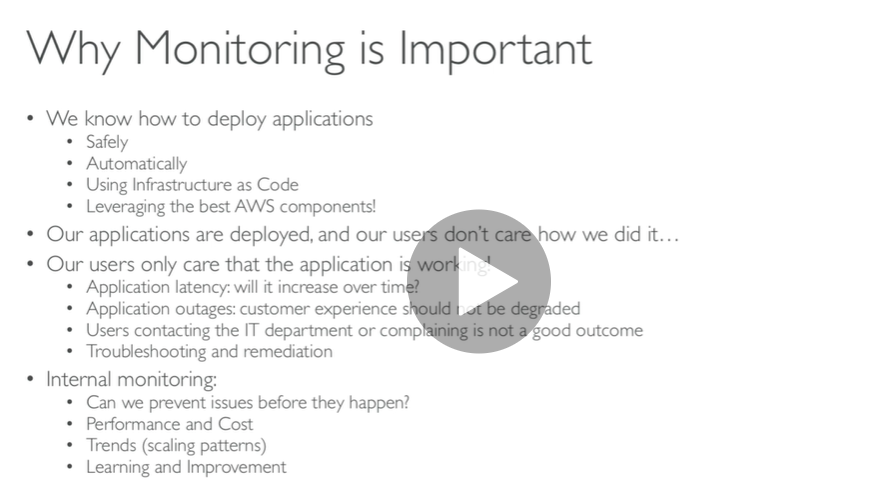 Why Monitoring is Important
• We know how to deploy applications
• Safely
• Automatically
• Using Infrastructure as Code
• Leveraging the best AWS components!
• Our applications are deployed, and our users don't care how we did it…
• Our users only care that the application is working!
• Application latency: will it increase over time?
• Application outages: customer experience should not be degraded
• Users contacting the IT department or complaining is not a good outcome
• Troubleshooting and remediation
• Internal monitoring:
• Can we prevent issues before they happen?
• Performance and Cost
• Trends (scaling patterns)
• Learning and Improvement